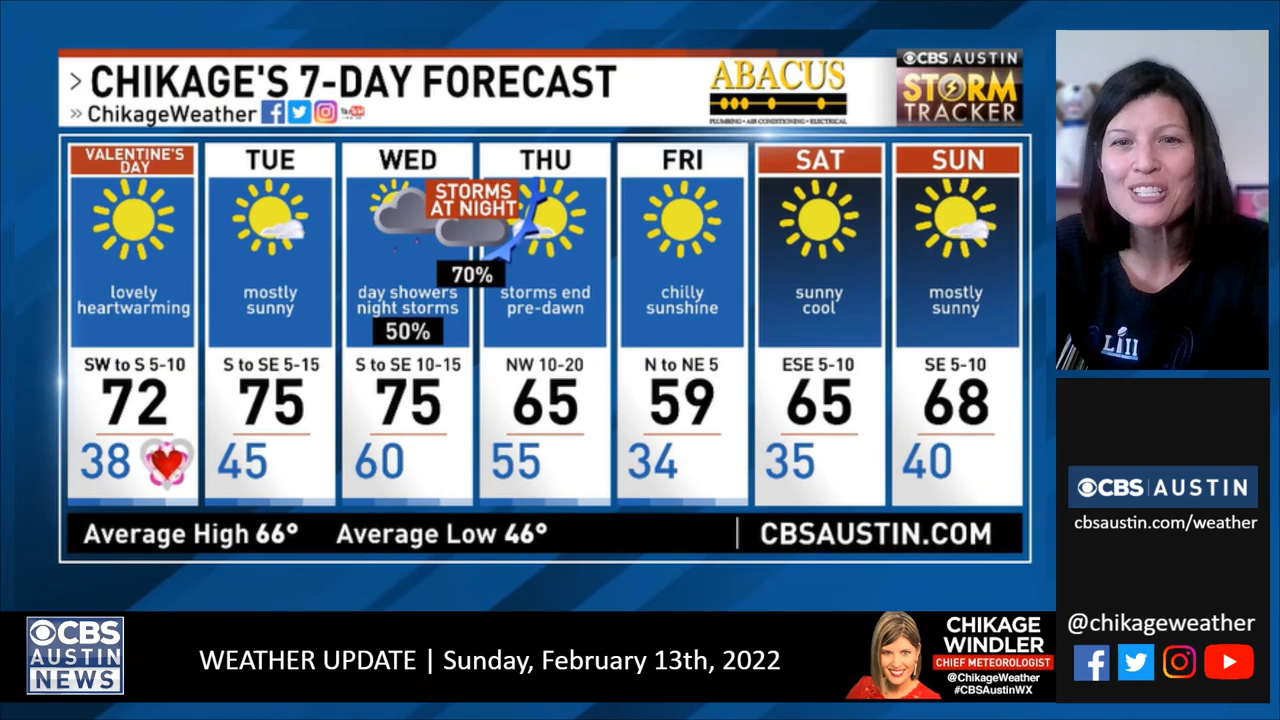 > CHIKAGE'S 7-DAY FORECAST
» ChikageWeather
ABACUS
PLUMBING • AIR CONDITIONING • ELECTRICAL
CBS AUSTIN
STORM
TRACKER
VALENTINE'S
DAY
lovely
heartwarming
SW to S 5-10
72
38
TUE
mostly
sunny
S to SE 5-15
75
45
WED
STORMS
AT NIGHT
70%
day showers
night storms
50%
S to SE 10-15
75
60
THU
storms end
pre-dawn
NW 10-20
65
55
FRI
chilly
sunshine
N to NE 5
59
34
SAT
sunny
cool
ESE 5-10
65
35
SUN
mostly
sunny
SE 5-10
68
40
Average High 66° Average Low 46° | CBSAUSTIN.COM
LIII
CBS | AUSTIN
cbsaustin.com/weather
@chikageweather
CBS
AUSTIN
NEWS
WEATHER UPDATE | Sunday, February 13th, 2022
CHIKAGE
WINDLER
CHIEF METEOROLOGIST
@ChikageWeather
#CBSAustinWX